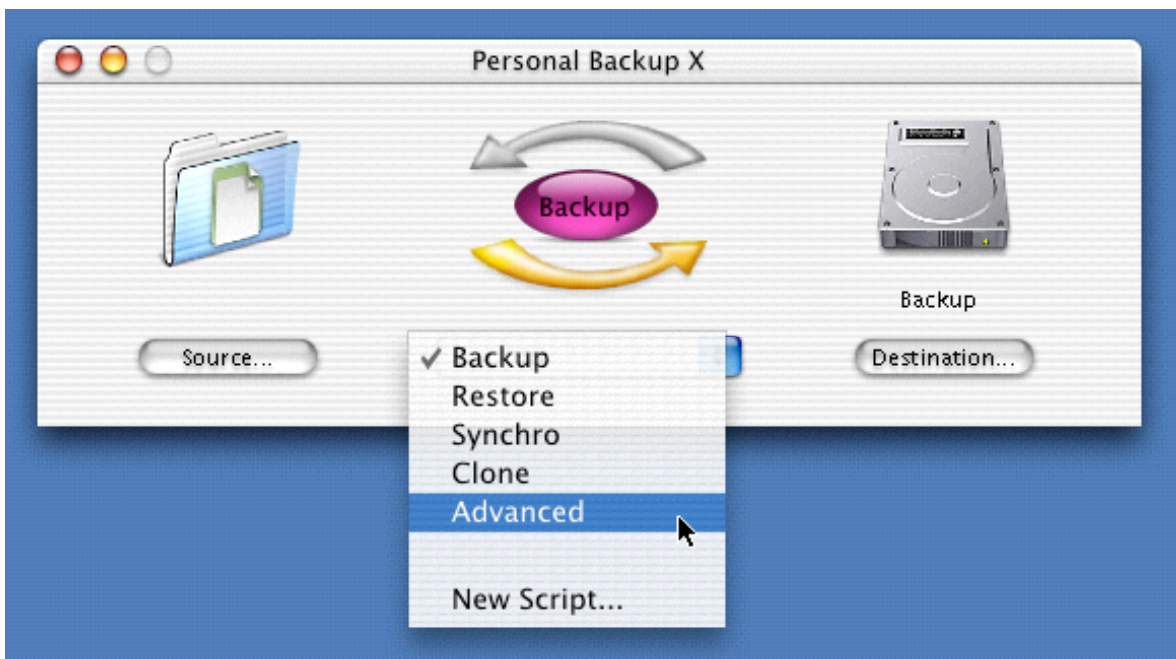 Personal Backup X
Backup
Backup
Source...
Destination...
✓ Backup
Restore
Synchro
Clone
Advanced
New Script...